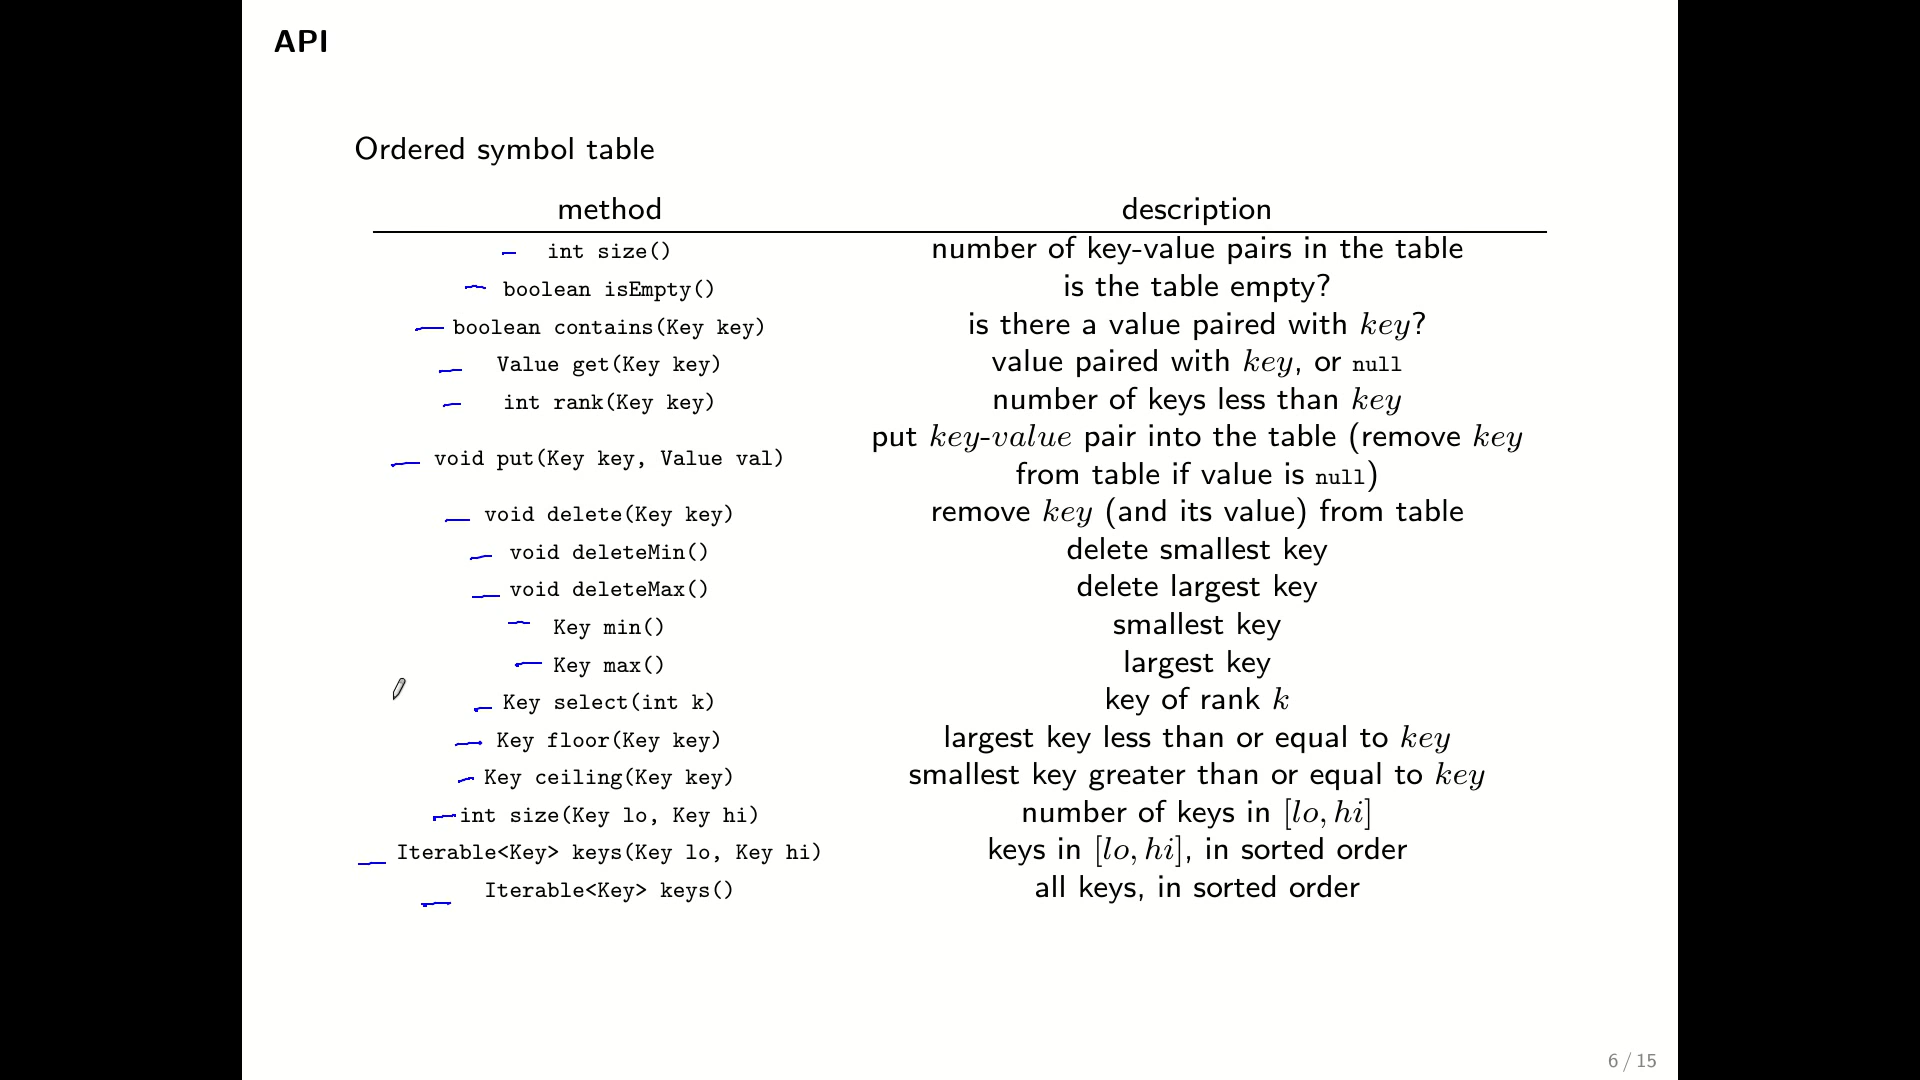 API
Ordered symbol table
method description
int size() number of key-value pairs in the table
boolean isEmpty() is the table empty?
boolean contains(Key key) is there a value paired with key?
Value get(Key key) value paired with key, or null
int rank(Key key) number of keys less than key
void put(Key key, Value val) put key-value pair into the table (remove key
from table if value is null)
void delete(Key key) remove key (and its value) from table
void deleteMin() delete smallest key
void deleteMax() delete largest key
Key min() smallest key
Key max() largest key
Key select(int k) key of rank k
Key floor(Key key) largest key less than or equal to key
Key ceiling(Key key) smallest key greater than or equal to key
int size(Key lo, Key hi) number of keys in [lo, hi]
Iterable<Key> keys(Key lo, Key hi) keys in [lo, hi], in sorted order
Iterable<Key> keys() all keys, in sorted order
6 / 15